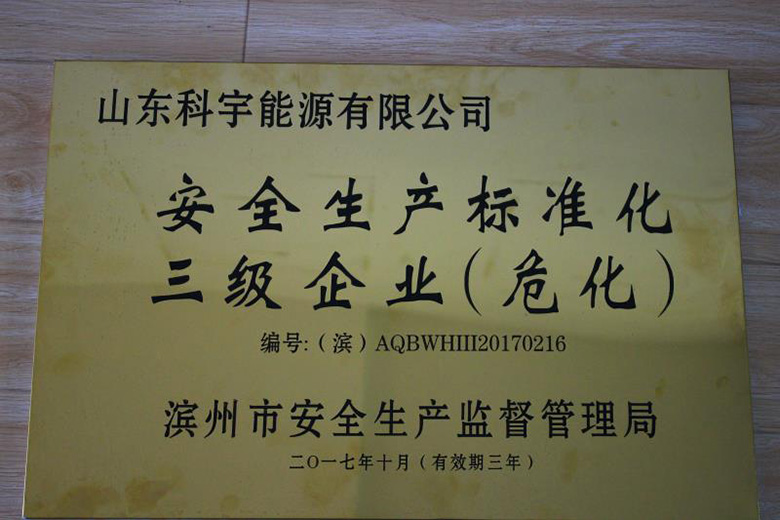 山东科宇能源有限公司
安全生产标准化
三级企业(危化)
编号:(滨)AQBWHIII20170216
滨州市安全生产监督管理局
二〇一七年十月(有效期三年)